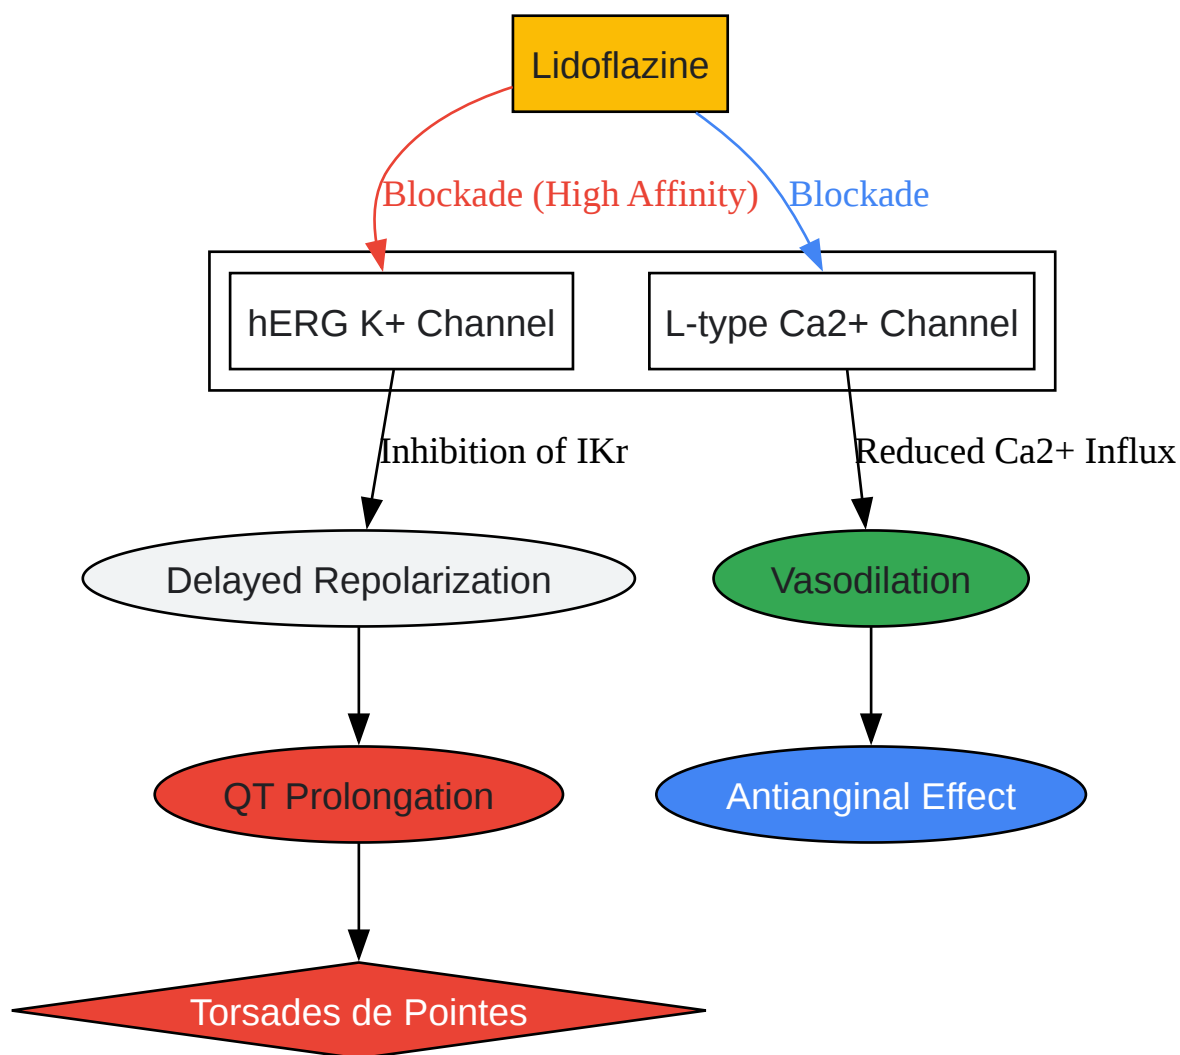 Lidoflazine
Blockade (High Affinity)
Blockade
hERG K+ Channel
L-type Ca2+ Channel
Inhibition of IKr
Reduced Ca2+ Influx
Delayed Repolarization
Vasodilation
QT Prolongation
Antianginal Effect
Torsades de Pointes